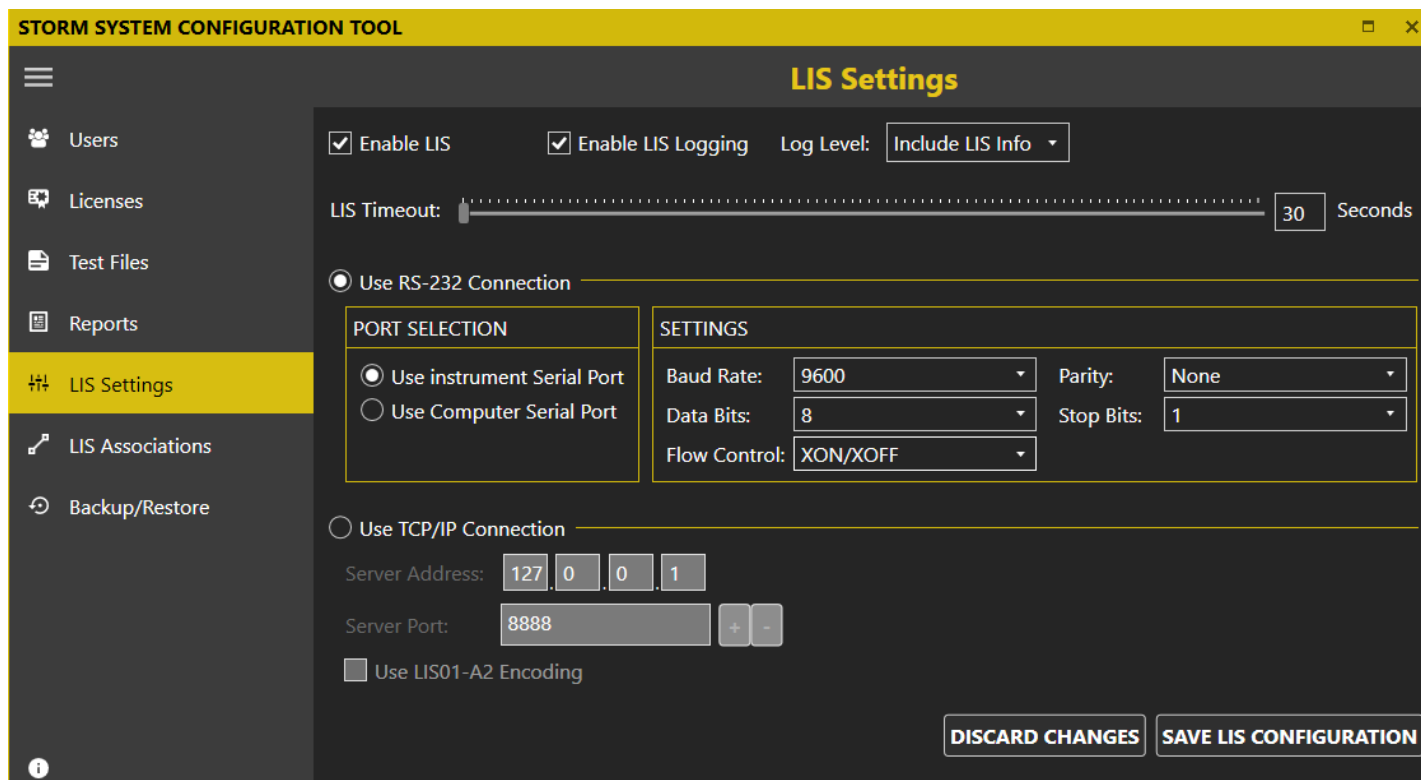 STORM SYSTEM CONFIGURATION TOOL
LIS Settings
Users
Licenses
Test Files
Reports
LIS Settings
LIS Associations
Backup/Restore
Enable LIS
Enable LIS Logging
Log Level: Include LIS Info
LIS Timeout: 30 Seconds
Use RS-232 Connection
PORT SELECTION
Use instrument Serial Port
Use Computer Serial Port
SETTINGS
Baud Rate: 9600 Parity: None
Data Bits: 8 Stop Bits: 1
Flow Control: XON/XOFF
Use TCP/IP Connection
Server Address: 127.0.0.1
Server Port: 8888 + -
Use LIS01-A2 Encoding
DISCARD CHANGES SAVE LIS CONFIGURATION